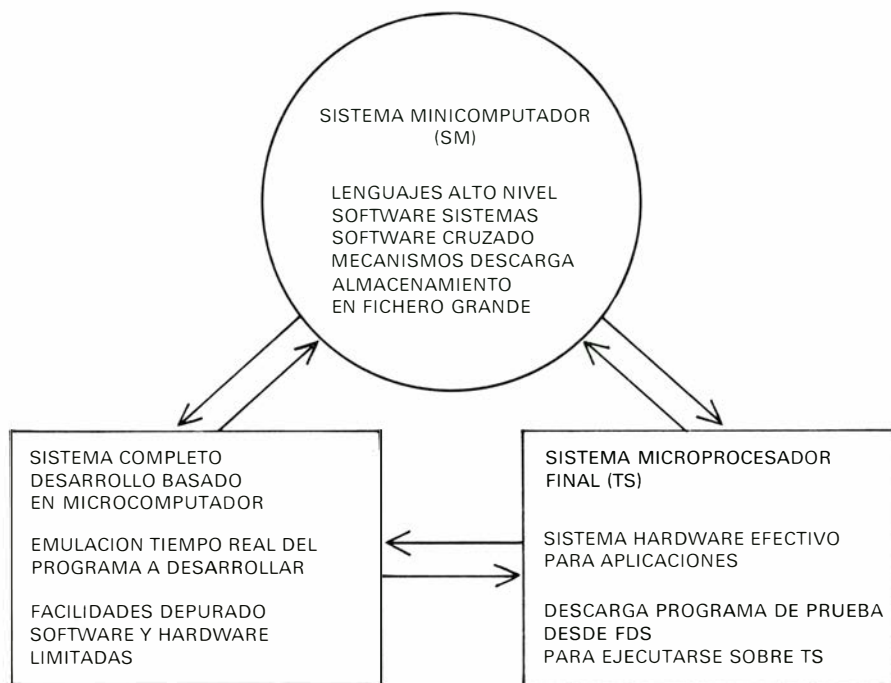 SISTEMA MINICOMPUTADOR
(SM)
LENGUAJES ALTO NIVEL
SOFTWARE SISTEMAS
SOFTWARE CRUZADO
MECANISMOS DESCARGA
ALMACENAMIENTO
EN FICHERO GRANDE
SISTEMA COMPLETO
DESARROLLO BASADO
EN MICROCOMPUTADOR
EMULACION TIEMPO REAL DEL
PROGRAMA A DESARROLLAR
FACILIDADES DEPURADO
SOFTWARE Y HARDWARE
LIMITADAS
SISTEMA MICROPROCESADOR
FINAL (TS)
SISTEMA HARDWARE EFECTIVO
PARA APLICACIONES
DESCARGA PROGRAMA DE PRUEBA
DESDE FDS
PARA EJECUTARSE SOBRE TS